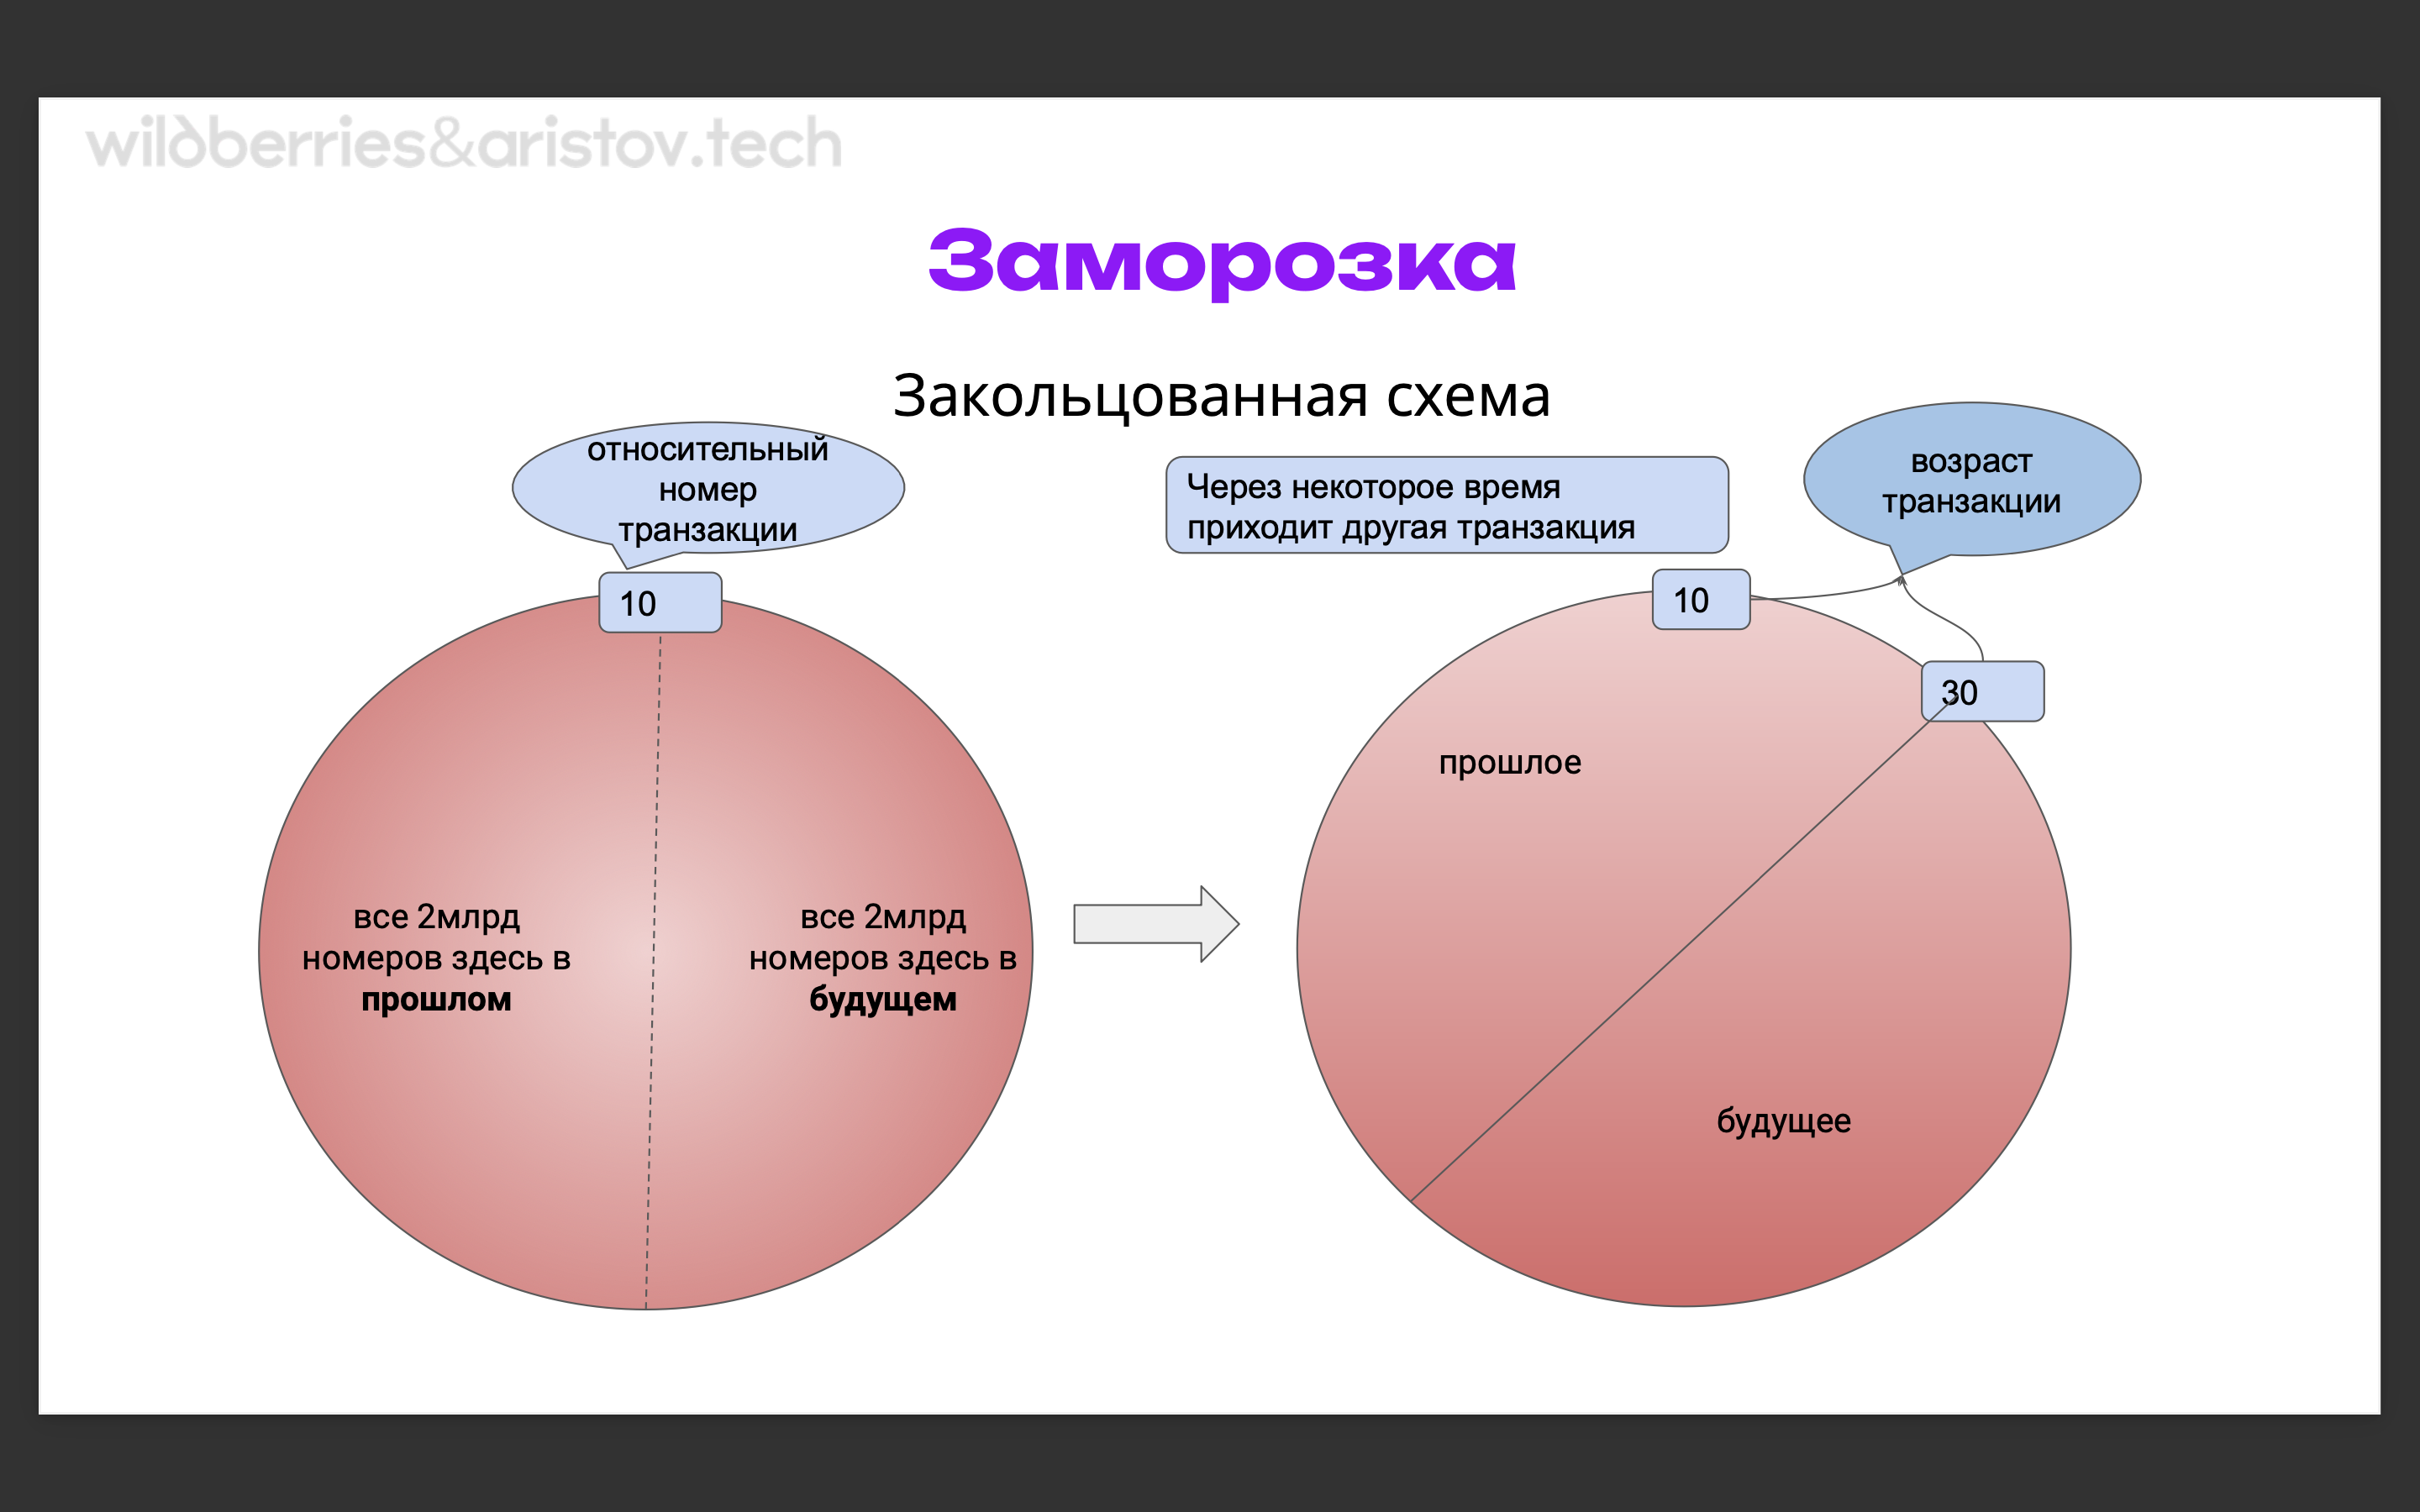 wildberries&aristov.tech
Заморозка
Закольцованная схема
относительный
номер
транзакции
10
все 2млрд
номеров здесь в
прошлом
все 2млрд
номеров здесь в
будущем
Через некоторое время
приходит другая транзакция
возраст
транзакции
10
30
прошлое
будущее